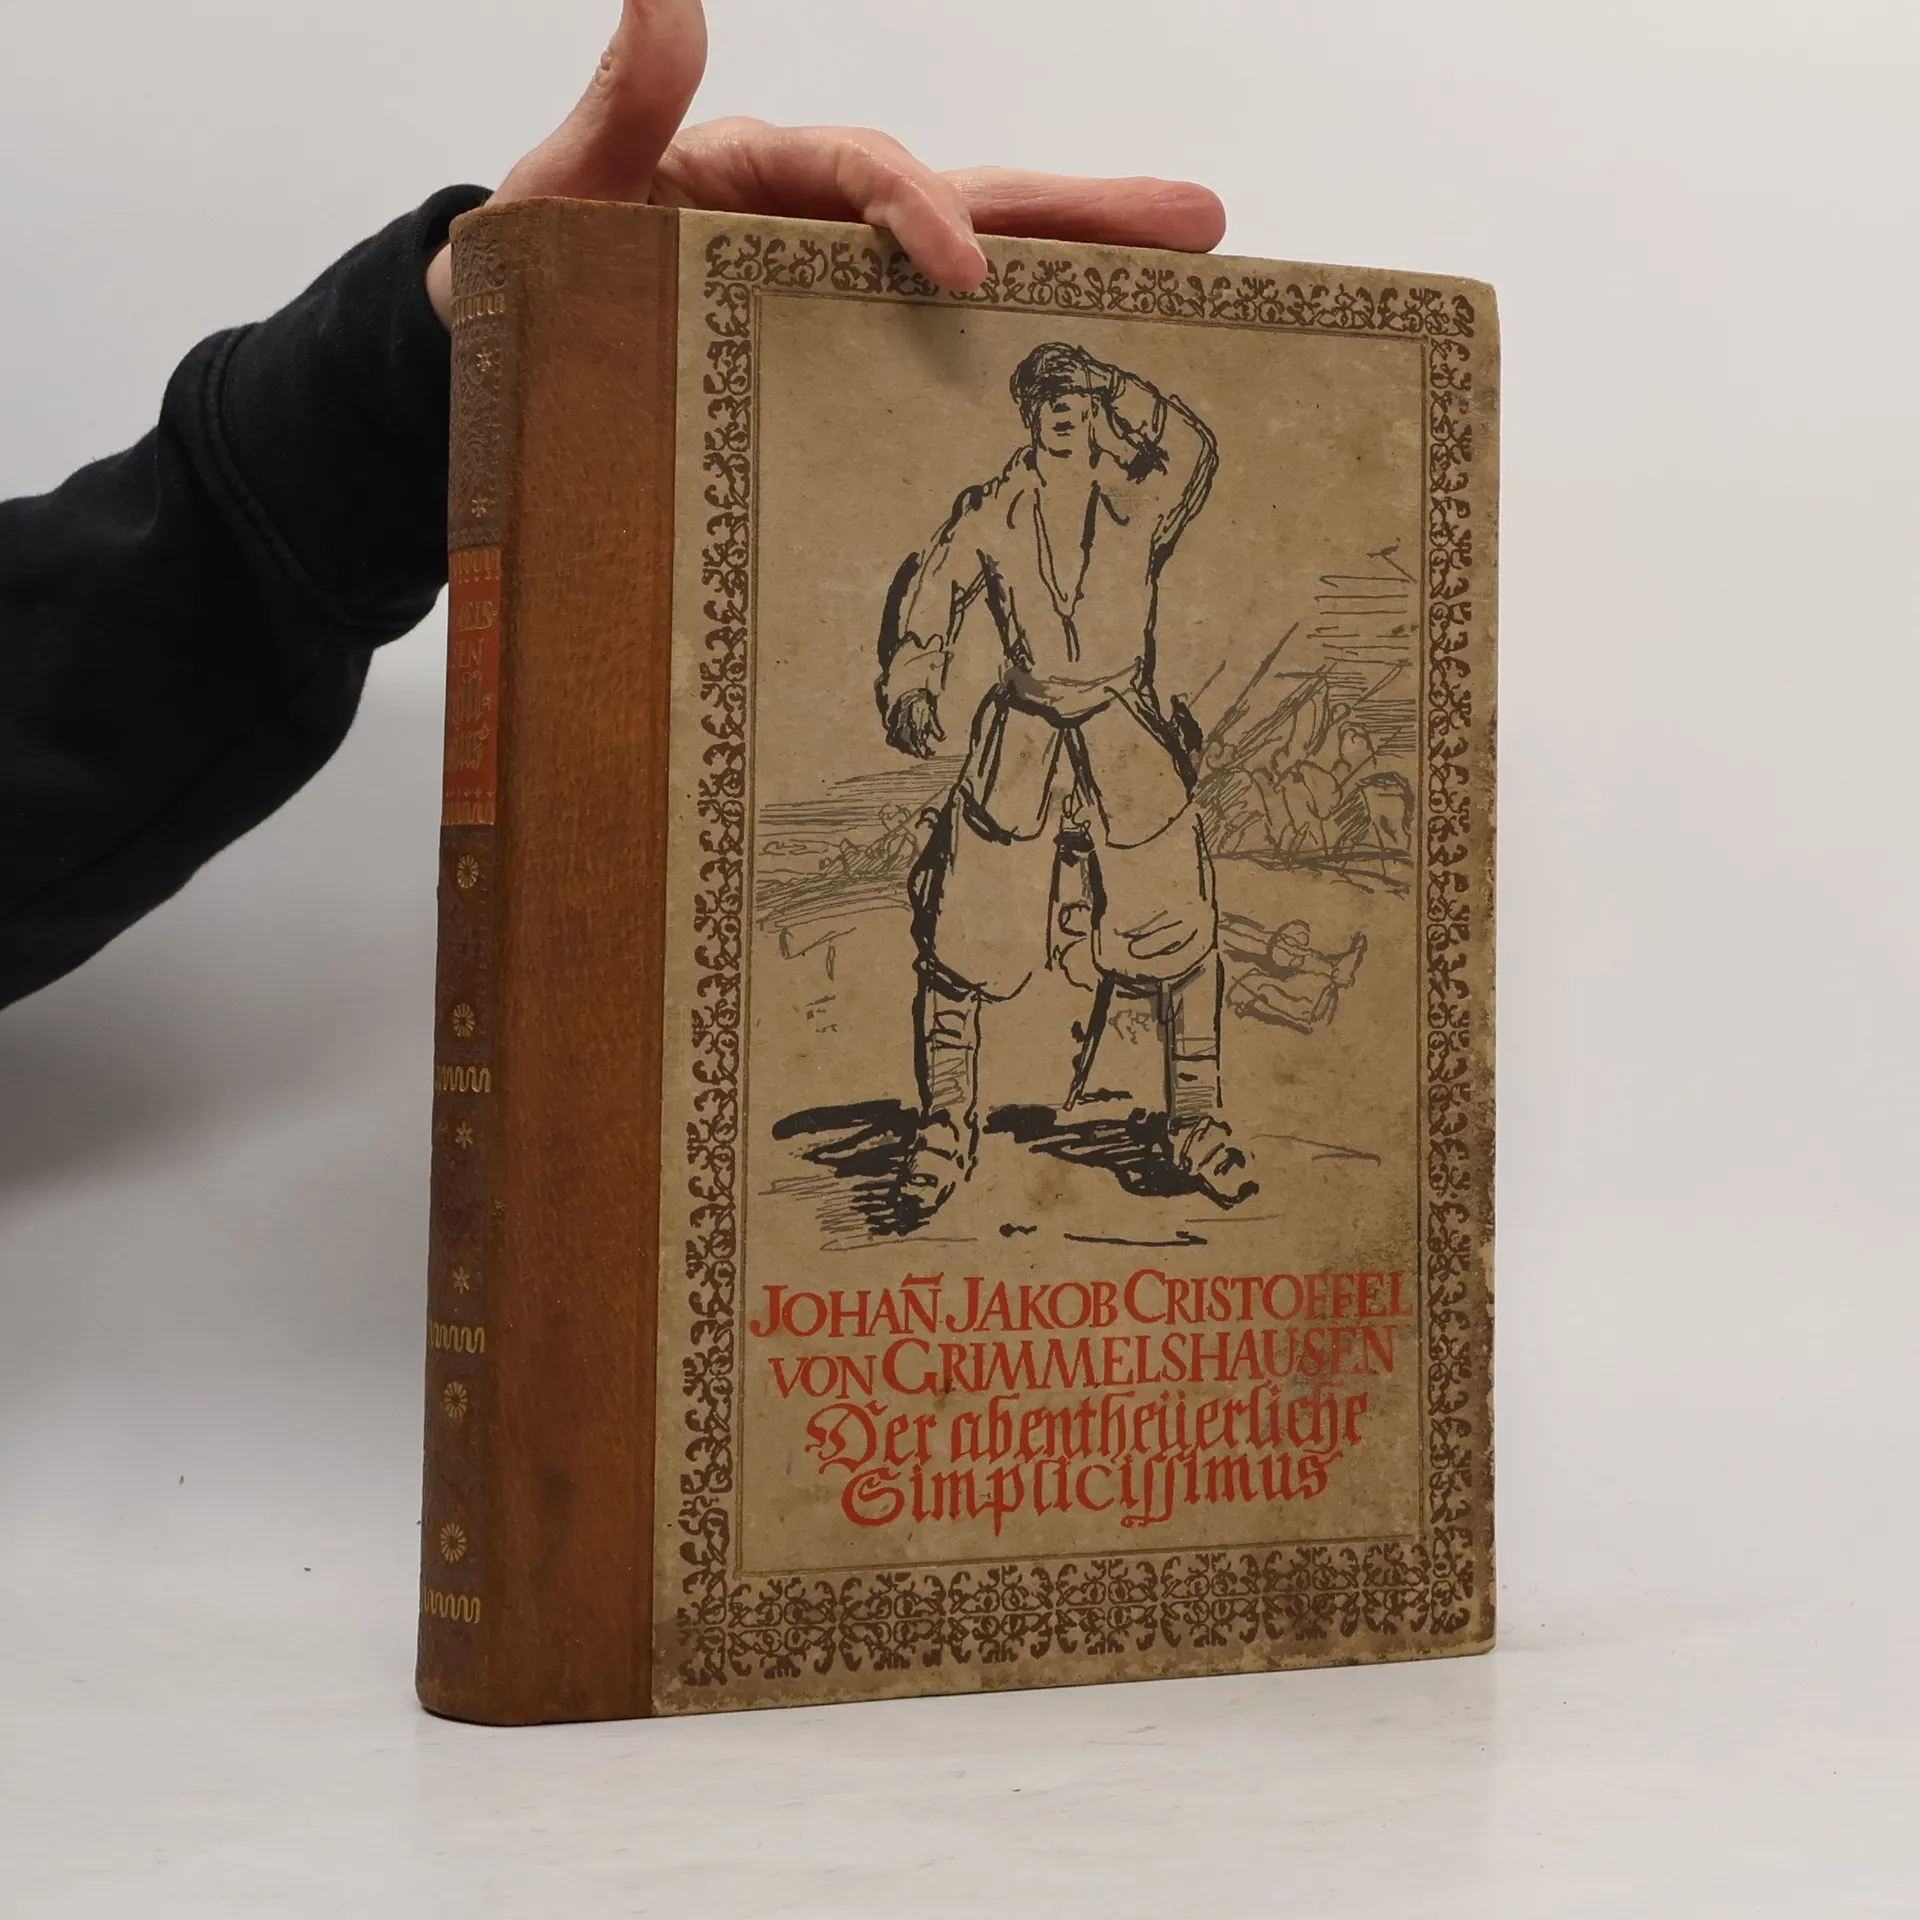 JOHAÑ JAKOB CRISTOFFEL
VON GRIMMELSHAUSEN
Der abentheüerliche
Simplicissimus